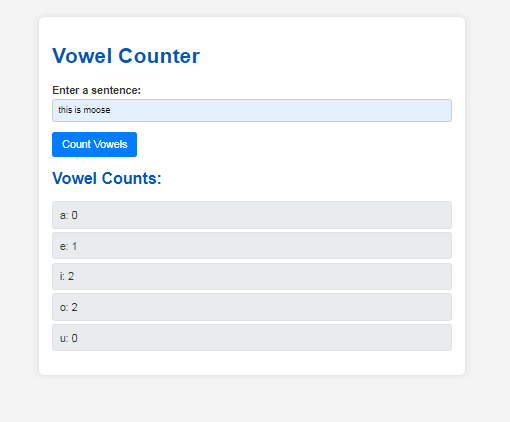 Vowel Counter
Enter a sentence:
this is moose
Count Vowels
Vowel Counts:
a: 0
e: 1
i: 2
o: 2
u: 0